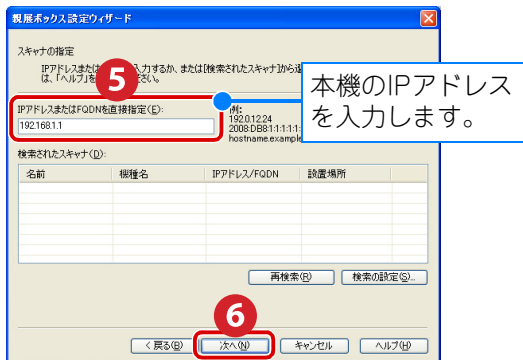 親展ボックス設定ウィザード
スキャナの指定
IPアドレスまたは
入力するか、または[検索されたスキャナ]から
は、「ヘルプ」を
ださい。
5
本機のIPアドレス
を入力します。
IPアドレスまたはFQDNを直接指定(E):
192.168.1.1
例:
192.0.12.24
2008:DB8:1:1:1:1:
hostname.example
検索されたスキャナ(D):
名前 機種名 IPアドレス/FQDN 設置場所
再検索(R) 検索の設定(S)...
6
< 戻る(B) 次へ(N) キャンセル ヘルプ(H)